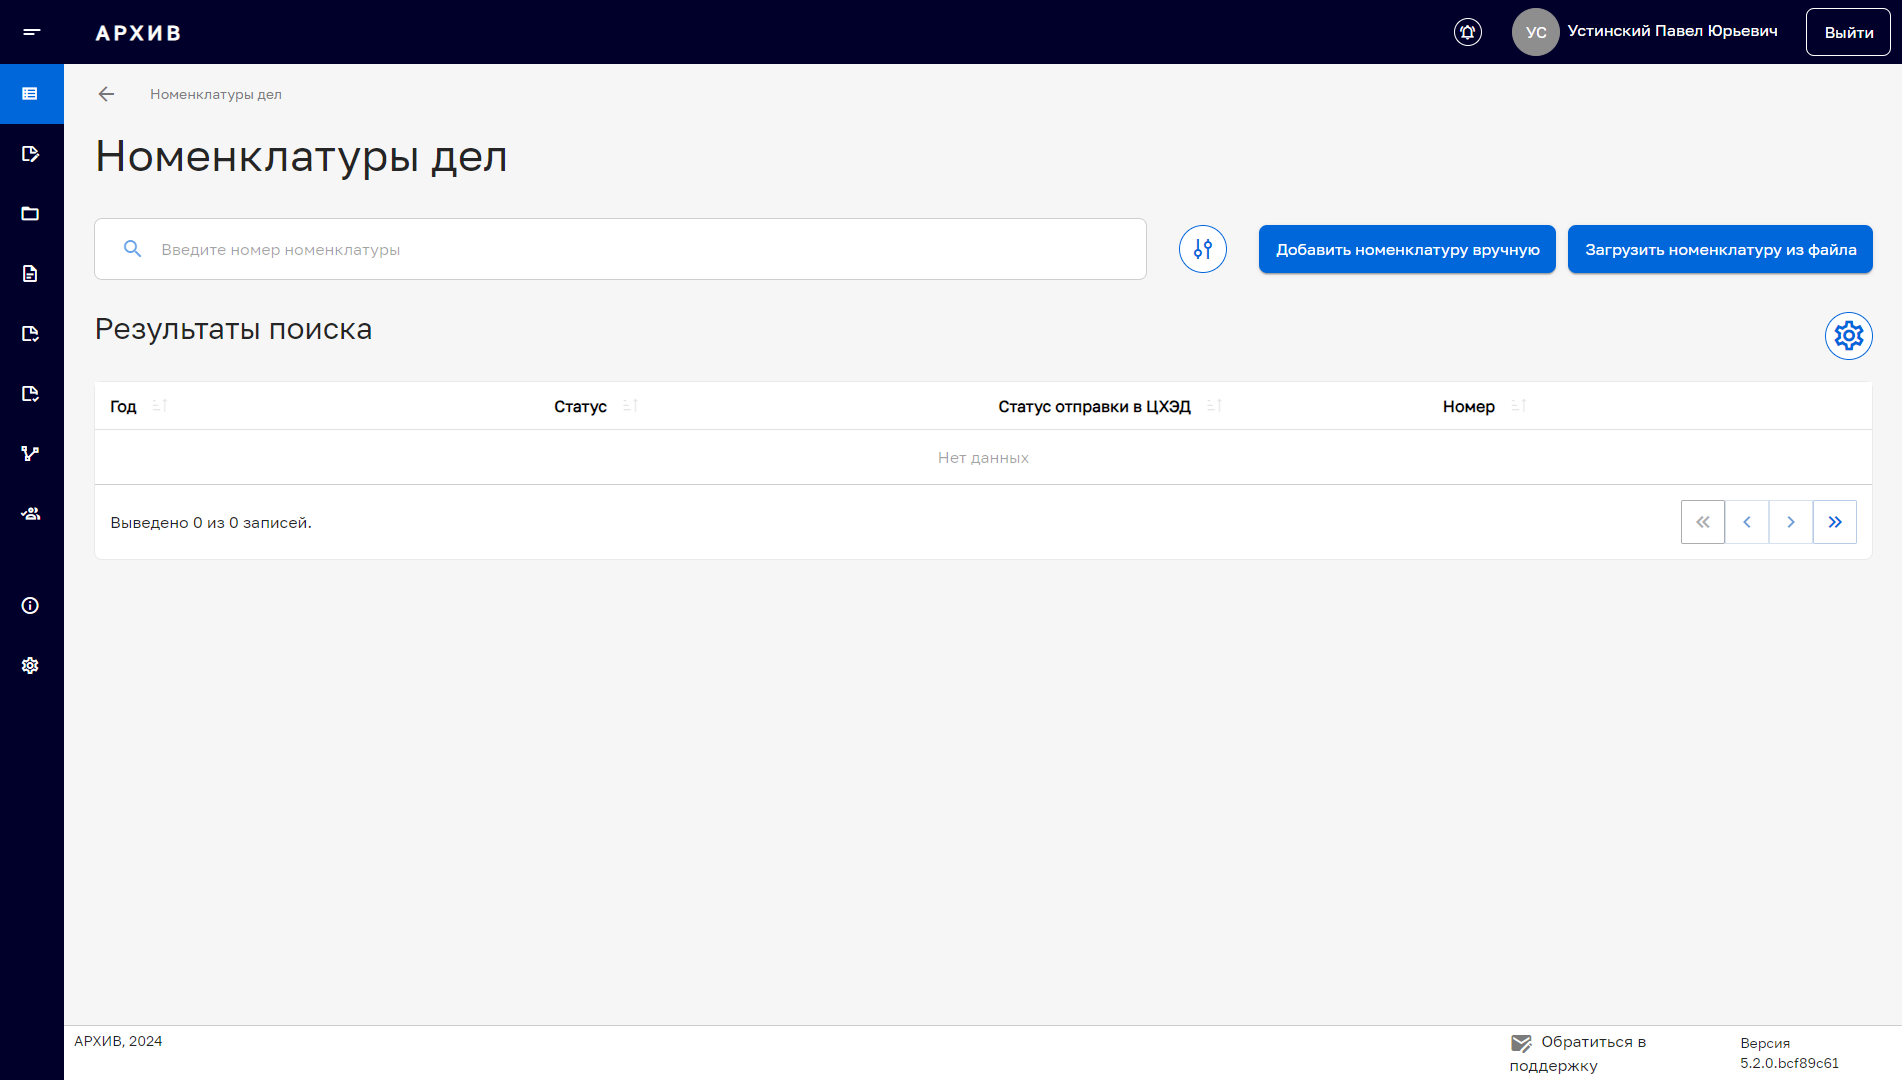 АРХИВ
УС
Устинский Павел Юрьевич
Выйти
Номенклатуры дел
Номенклатуры дел
Введите номер номенклатуры
Добавить номенклатуру вручную
Загрузить номенклатуру из файла
Результаты поиска
Год
Статус
Статус отправки в ЦХЭД
Номер
Нет данных
Выведено 0 из 0 записей.
АРХИВ, 2024
Обратиться в
поддержку
Версия
5.2.0.bcf89c61